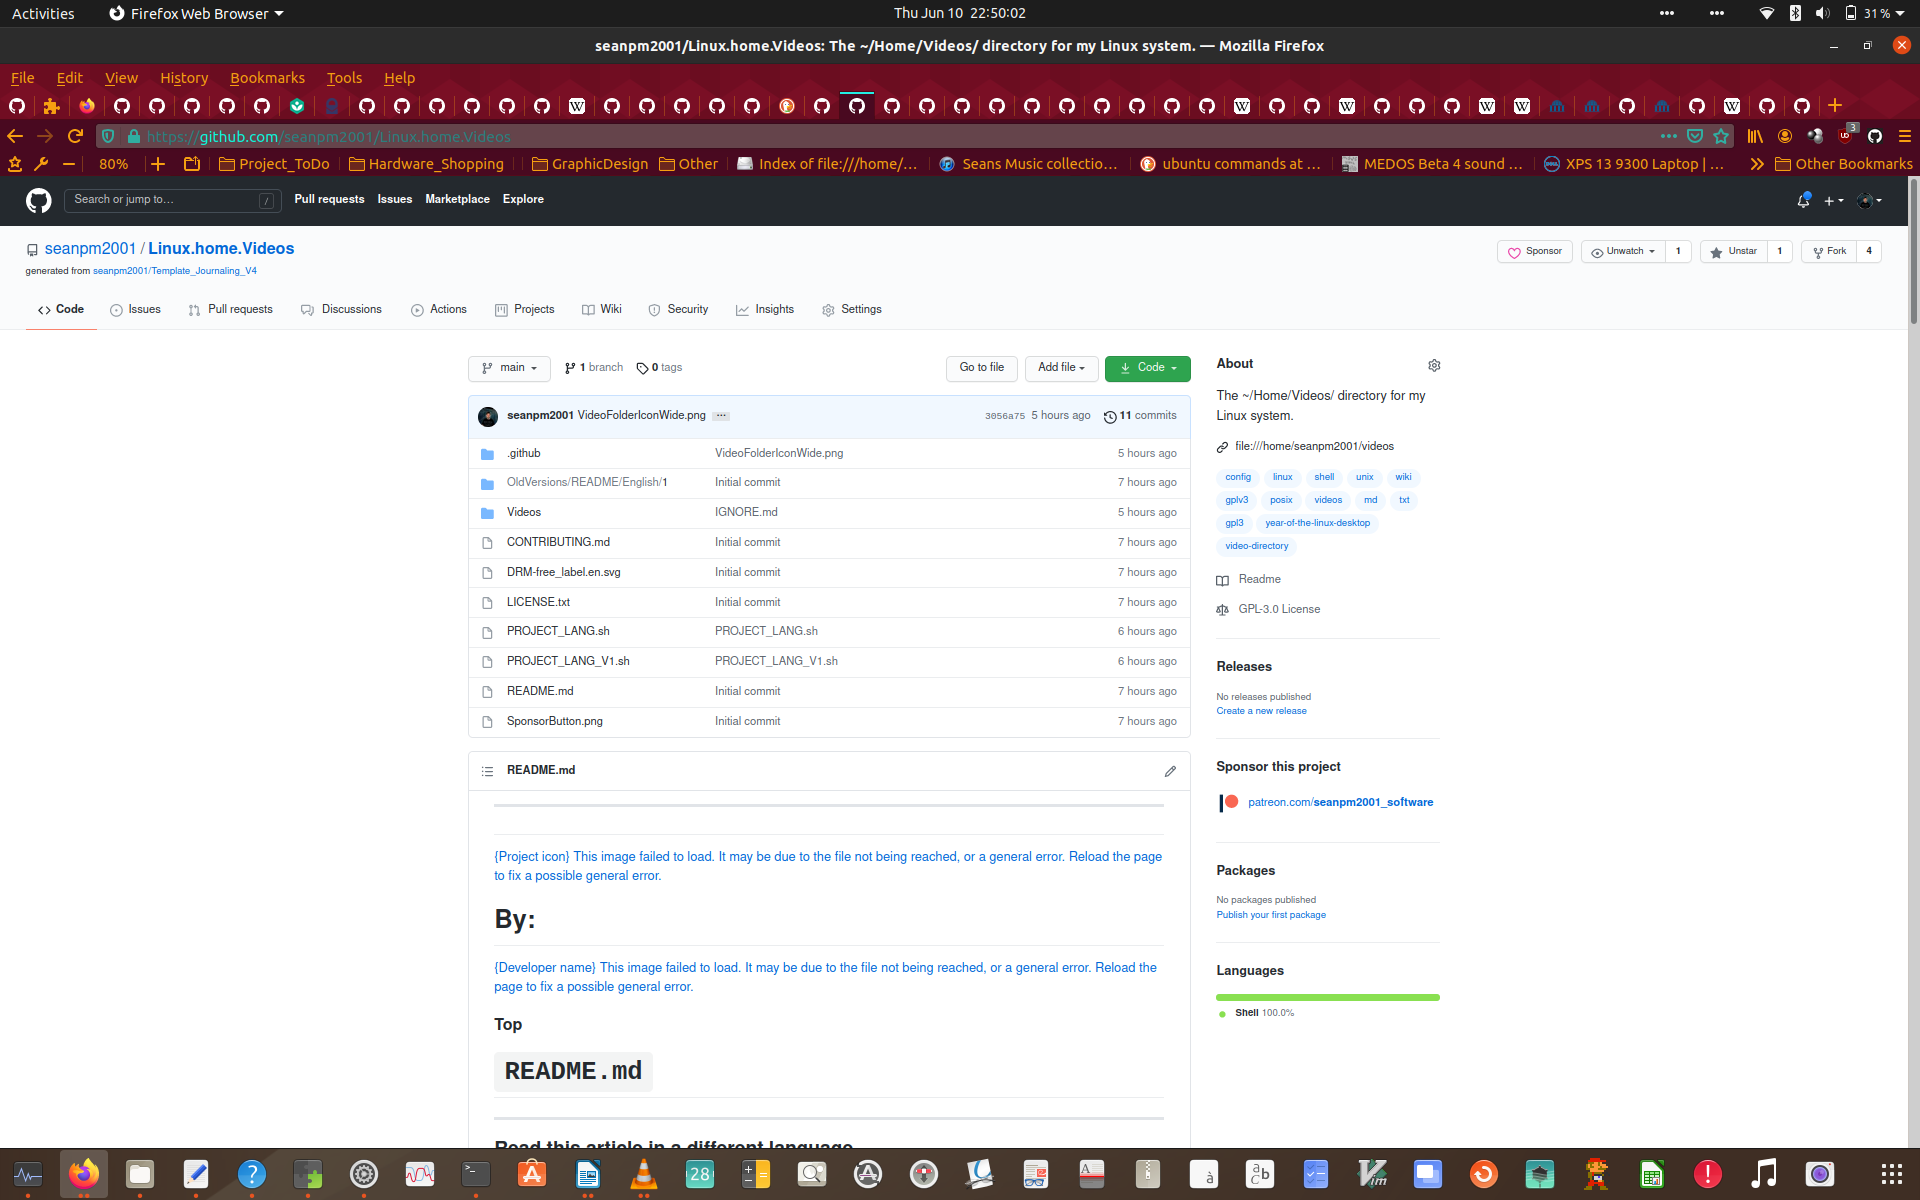 Activities Firefox Web Browser Thu Jun 10 22:50:02 31 %
seanpm2001/Linux.home.Videos: The ~/Home/Videos/ directory for my Linux system. — Mozilla Firefox
File Edit View History Bookmarks Tools Help
https://github.com/seanpm2001/Linux.home.Videos 3
80% Project_ToDo Hardware_Shopping GraphicDesign Other Index of file:///home/… Seans Music collectio… ubuntu commands at … MEDOS Beta 4 sound … XPS 13 9300 Laptop | … Other Bookmarks
Search or jump to… / Pull requests Issues Marketplace Explore
seanpm2001 / Linux.home.Videos Sponsor Unwatch 1 Unstar 1 Fork 4
generated from seanpm2001/Template_Journaling_V4
Code Issues Pull requests Discussions Actions Projects Wiki Security Insights Settings
main 1 branch 0 tags Go to file Add file Code
seanpm2001 VideoFolderIconWide.png ... 3056a75 5 hours ago 11 commits
.github VideoFolderIconWide.png 5 hours ago
OldVersions/README/English/1 Initial commit 7 hours ago
Videos IGNORE.md 5 hours ago
CONTRIBUTING.md Initial commit 7 hours ago
DRM-free_label.en.svg Initial commit 7 hours ago
LICENSE.txt Initial commit 7 hours ago
PROJECT_LANG.sh PROJECT_LANG.sh 6 hours ago
PROJECT_LANG_V1.sh PROJECT_LANG_V1.sh 6 hours ago
README.md Initial commit 7 hours ago
SponsorButton.png Initial commit 7 hours ago
README.md
{Project icon} This image failed to load. It may be due to the file not being reached, or a general error. Reload the page
to fix a possible general error.
By:
{Developer name} This image failed to load. It may be due to the file not being reached, or a general error. Reload the
page to fix a possible general error.
Top
README.md
Read this article in a different language
About
The ~/Home/Videos/ directory for my
Linux system.
file:///home/seanpm2001/videos
config linux shell unix wiki
gplv3 posix videos md txt
gpl3 year-of-the-linux-desktop
video-directory
Readme
GPL-3.0 License
Releases
No releases published
Create a new release
Sponsor this project
patreon.com/seanpm2001_software
Packages
No packages published
Publish your first package
Languages
Shell 100.0%
28